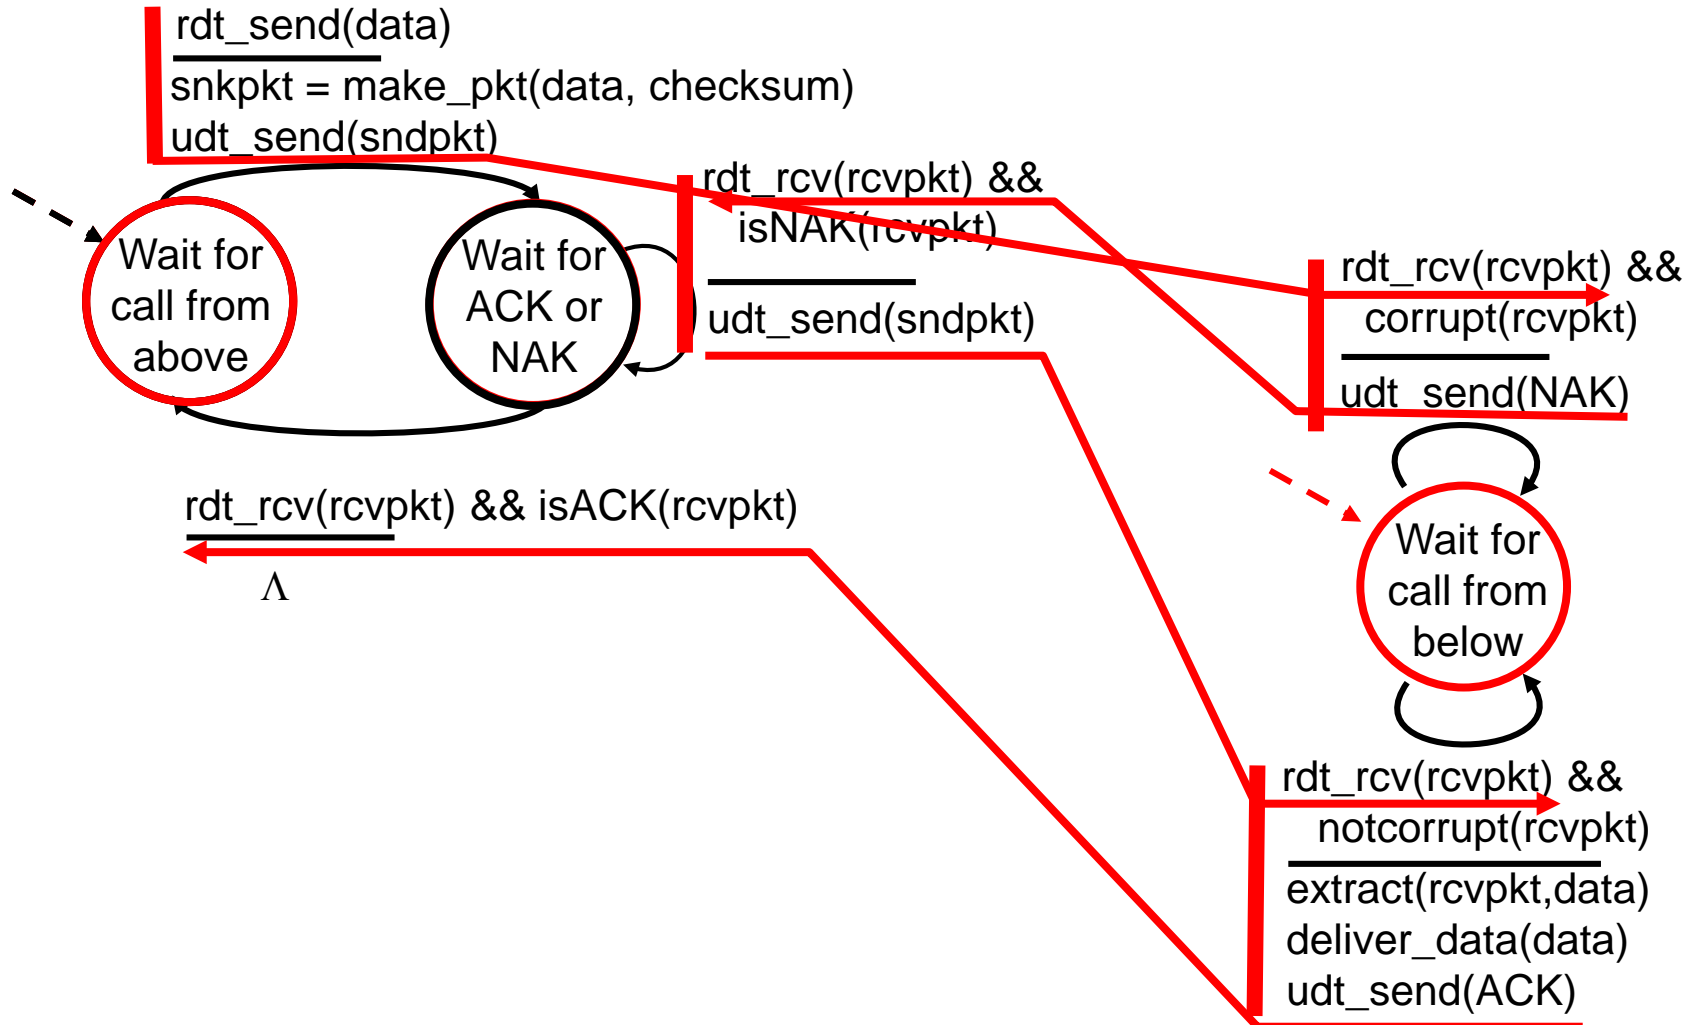 rdt_send(data)
snkpkt = make_pkt(data, checksum)
udt_send(sndpkt)
rdt_rcv(rcvpkt) &&
isNAK(rcvpkt)
udt_send(sndpkt)
Wait for
call from
above
Wait for
ACK or
NAK
rdt_rcv(rcvpkt) &&
corrupt(rcvpkt)
udt_send(NAK)
rdt_rcv(rcvpkt) && isACK(rcvpkt)
Λ
Wait for
call from
below
rdt_rcv(rcvpkt) &&
notcorrupt(rcvpkt)
extract(rcvpkt,data)
deliver_data(data)
udt_send(ACK)